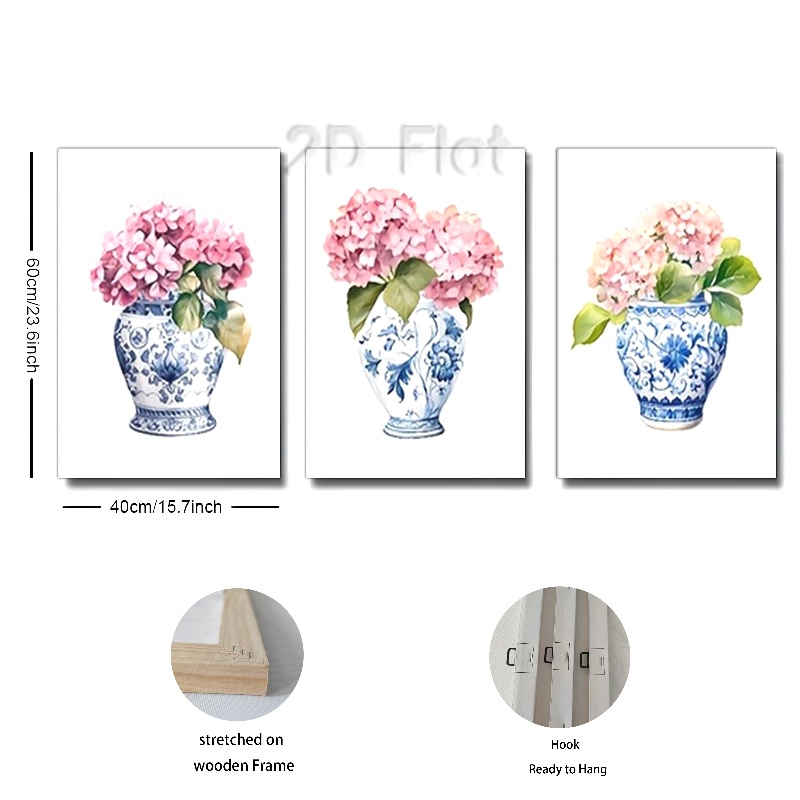 2D Flat
60cm/23.6inch
40cm/15.7inch
stretched on
wooden Frame
Hook
Ready to Hang